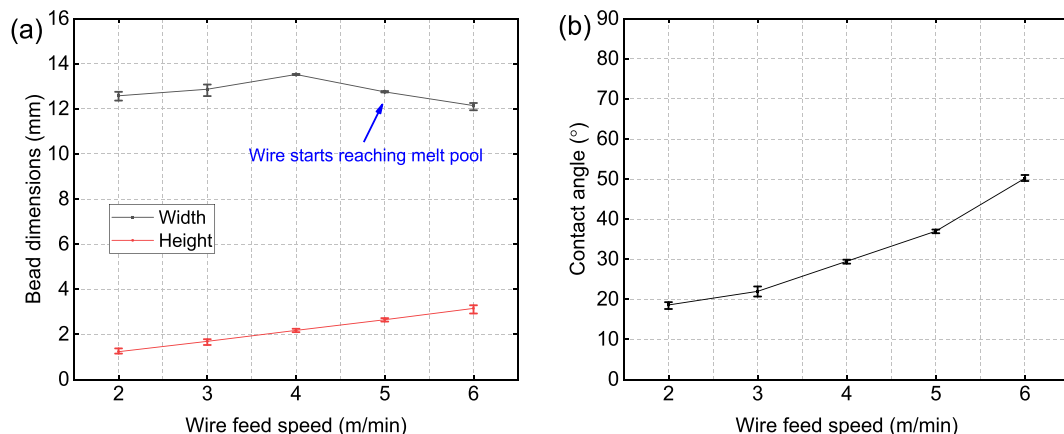 (a)
Bead dimensions (mm)
16
14
12
10
8
6
4
2
0
Wire starts reaching melt pool
Width
Height
2 3 4 5 6
Wire feed speed (m/min)
(b)
Contact angle (°)
90
80
70
60
50
40
30
20
10
0
2 3 4 5 6
Wire feed speed (m/min)